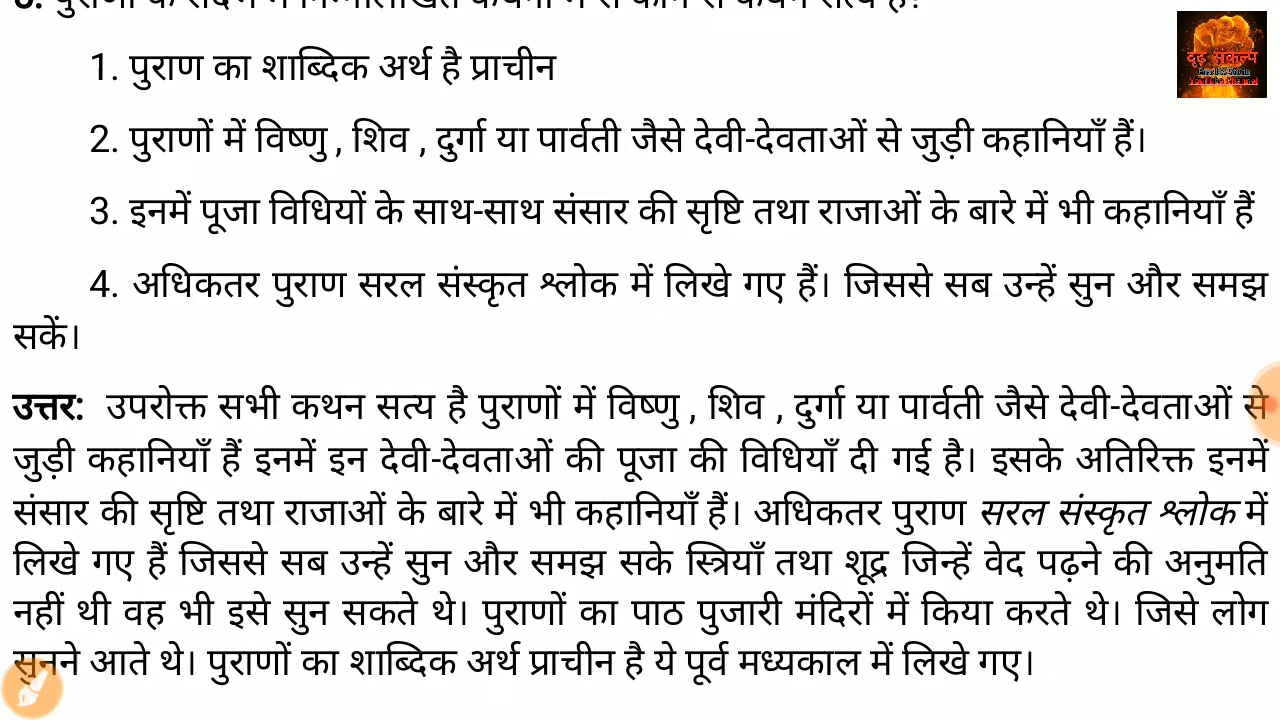 1. पुराण का शाब्दिक अर्थ है प्राचीन
2. पुराणों में विष्णु , शिव , दुर्गा या पार्वती जैसे देवी-देवताओं से जुड़ी कहानियाँ हैं।
3. इनमें पूजा विधियों के साथ-साथ संसार की सृष्टि तथा राजाओं के बारे में भी कहानियाँ हैं
4. अधिकतर पुराण सरल संस्कृत श्लोक में लिखे गए हैं। जिससे सब उन्हें सुन और समझ
सकें।
उत्तर: उपरोक्त सभी कथन सत्य है पुराणों में विष्णु , शिव , दुर्गा या पार्वती जैसे देवी-देवताओं से
जुड़ी कहानियाँ हैं इनमें इन देवी-देवताओं की पूजा की विधियाँ दी गई है। इसके अतिरिक्त इनमें
संसार की सृष्टि तथा राजाओं के बारे में भी कहानियाँ हैं। अधिकतर पुराण सरल संस्कृत श्लोक में
लिखे गए हैं जिससे सब उन्हें सुन और समझ सके स्त्रियाँ तथा शूद्र जिन्हें वेद पढ़ने की अनुमति
नहीं थी वह भी इसे सुन सकते थे। पुराणों का पाठ पुजारी मंदिरों में किया करते थे। जिसे लोग
सुनने आते थे। पुराणों का शाब्दिक अर्थ प्राचीन है ये पूर्व मध्यकाल में लिखे गए।
दृढ़ संकल्प